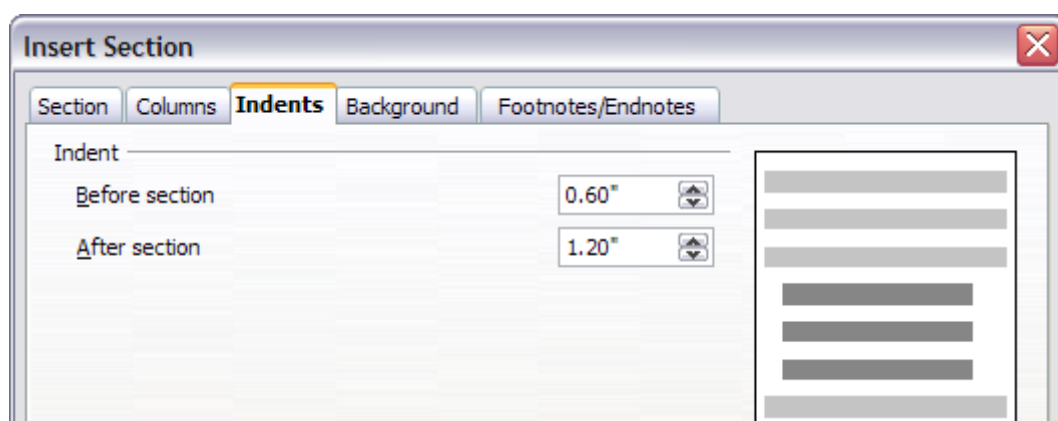 Insert Section
Section Columns Indents Background Footnotes/Endnotes
Indent
Before section 0.60"
After section 1.20"